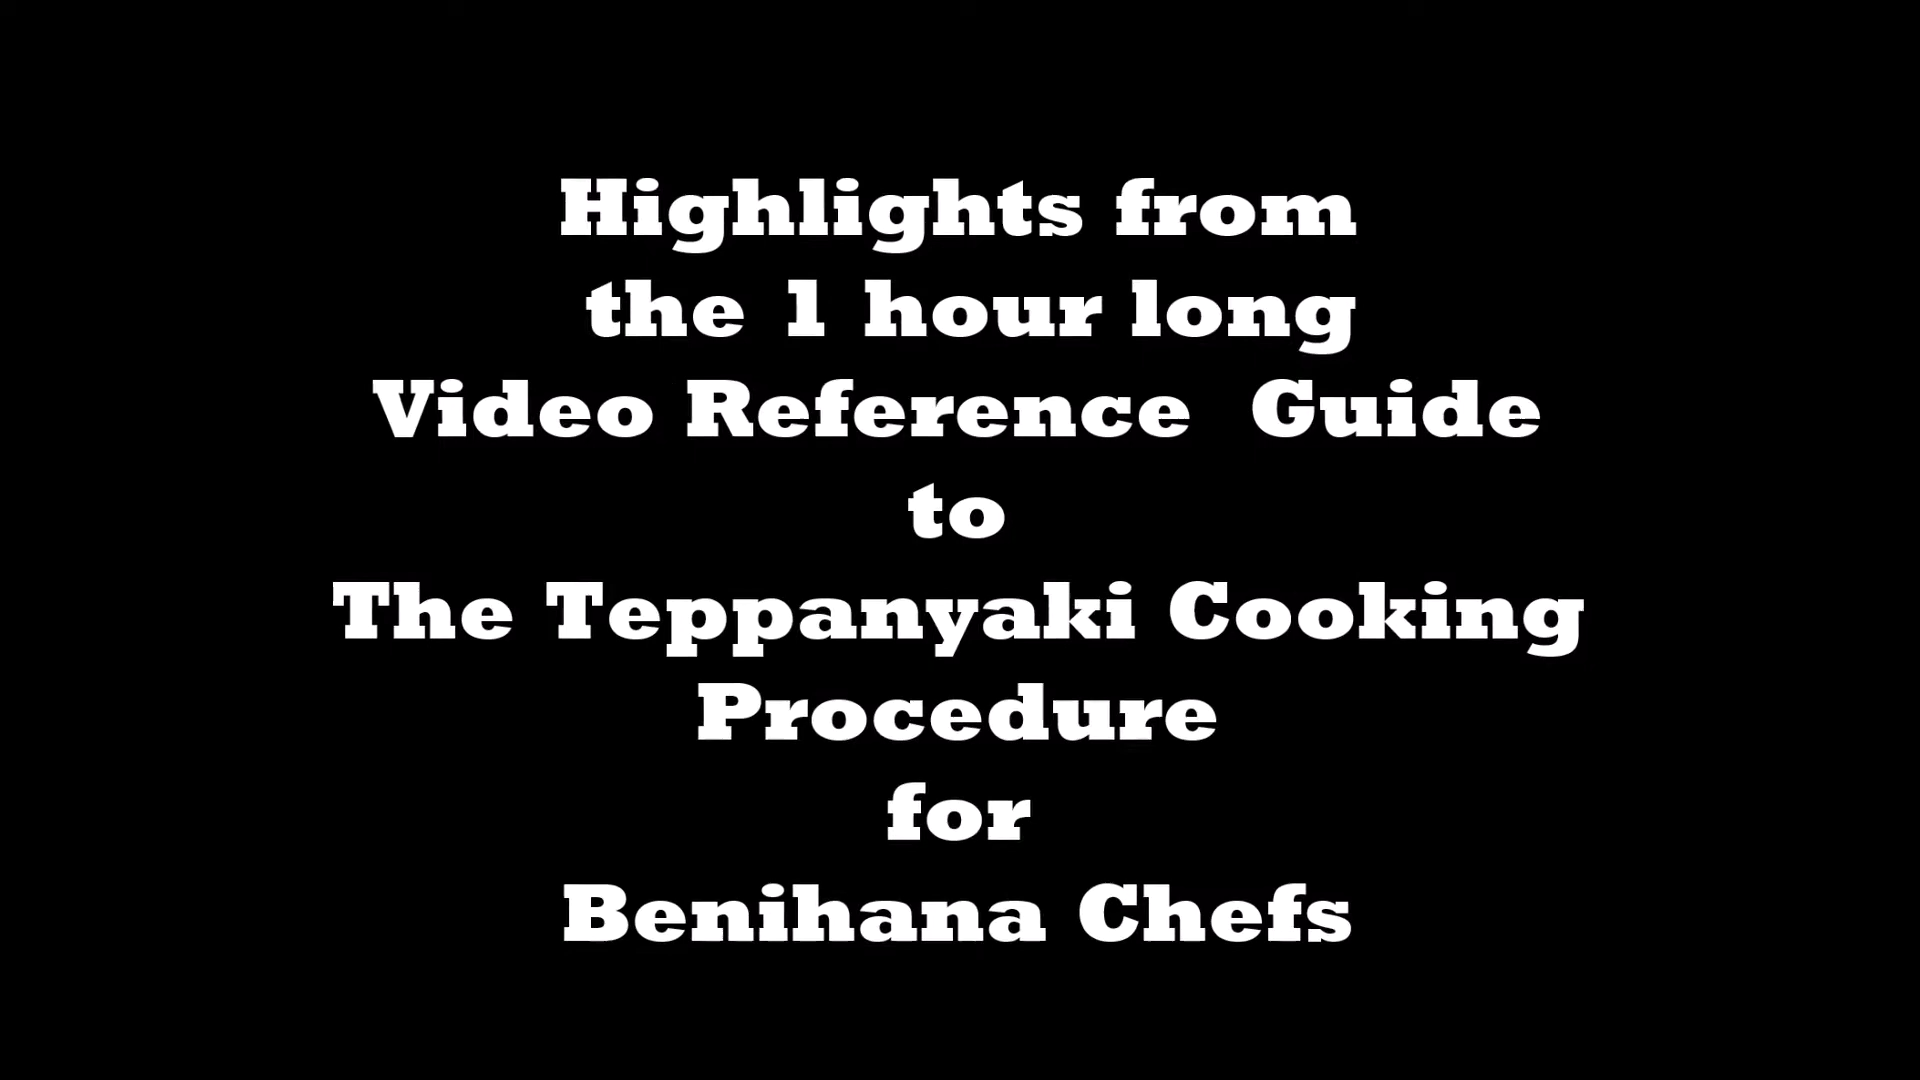 Highlights from
the 1 hour long
Video Reference  Guide
to
The Teppanyaki Cooking
Procedure
for
Benihana Chefs